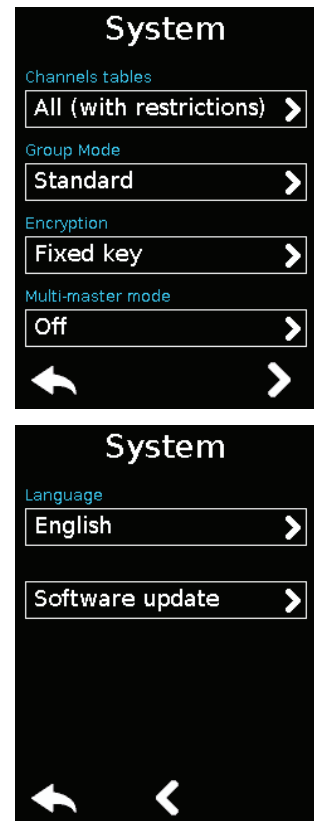 System
Channels tables
All (with restrictions)
Group Mode
Standard
Encryption
Fixed key
Multi-master mode
Off
System
Language
English
Software update